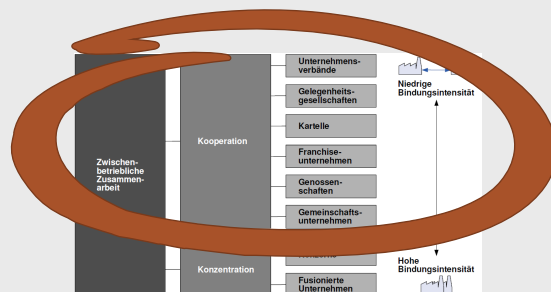 Zwischen-
betriebliche
Zusammen-
arbeit
Kooperation
Konzentration
Unternehmens-
verbände
Gelegenheits-
gesellschaften
Kartelle
Franchise-
unternehmen
Genossen-
schaften
Gemeinschafts-
unternehmen
Fusionierte
Unternehmen
Niedrige
Bindungsintensität
Hohe
Bindungsintensität